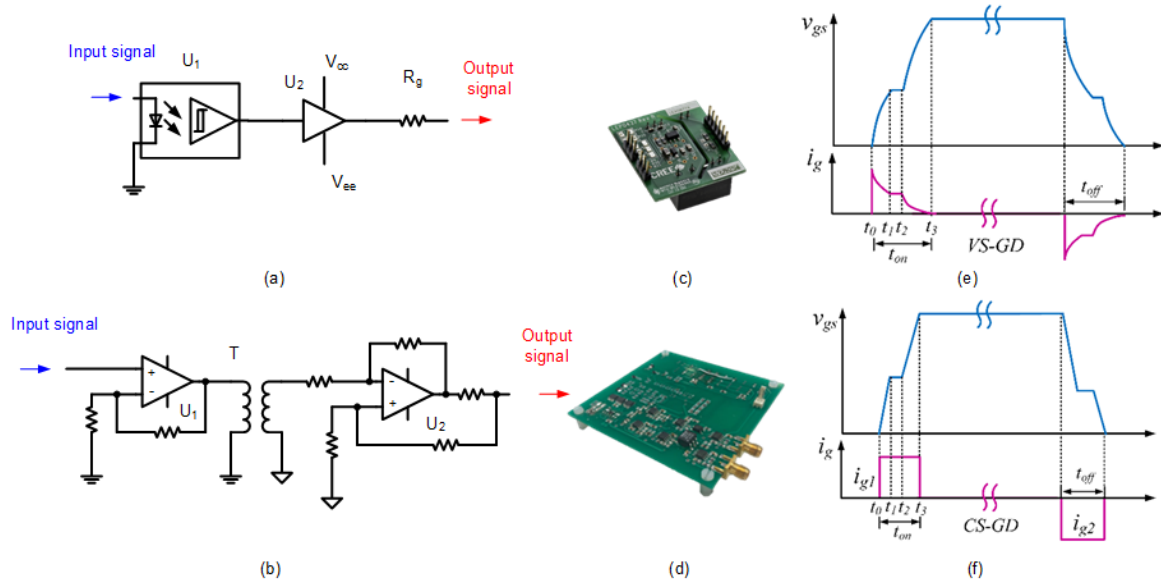 Input signal
U1
U2
Vcc
Vee
Rg
Output signal
(a)
CREE
(c)
vgs
ig
t0 t1 t2 t3
ton
VS-GD
toff
(e)
Input signal
+
-
U1
T
-
+
U2
Output signal
(b)
(d)
vgs
ig
ig1
t0 t1 t2 t3
ton
CS-GD
toff
ig2
(f)